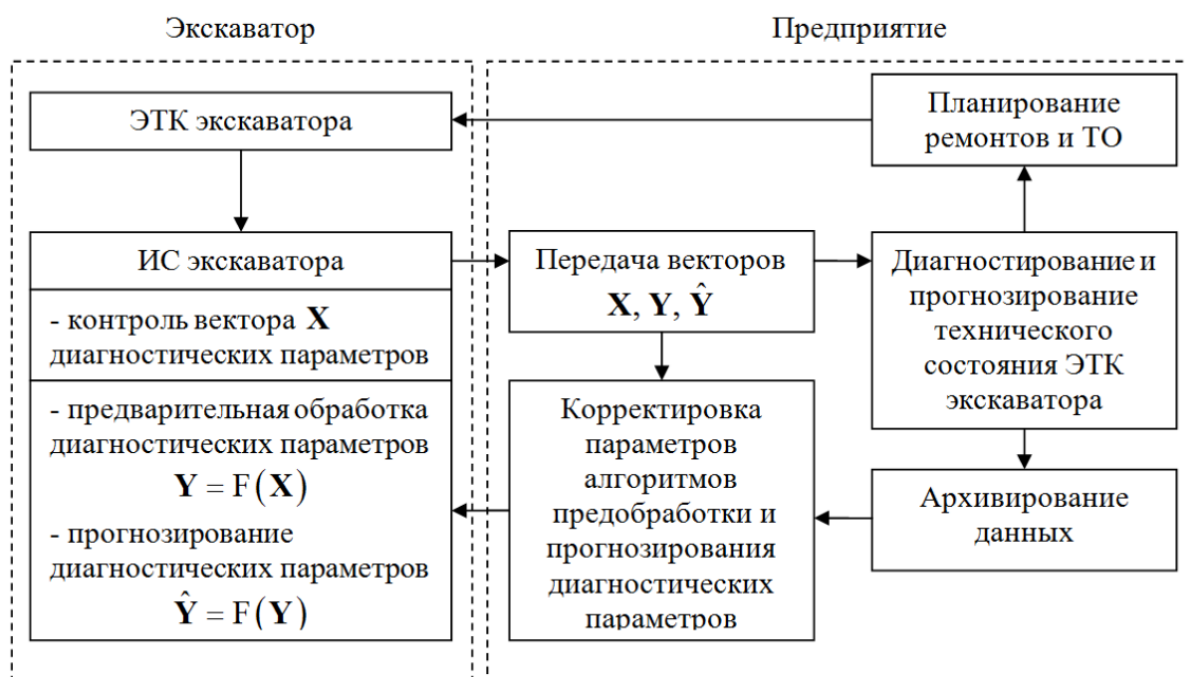 Экскаватор
Предприятие
ЭТК экскаватора
Планирование
ремонтов и ТО
ИС экскаватора
- контроль вектора X
диагностических параметров
- предварительная обработка
диагностических параметров
Y = F(X)
- прогнозирование
диагностических параметров
Ŷ = F(Y)
Передача векторов
X, Y, Ŷ
Диагностирование и
прогнозирование
технического
состояния ЭТК
экскаватора
Корректировка
параметров
алгоритмов
предобработки и
прогнозирования
диагностических
параметров
Архивирование
данных